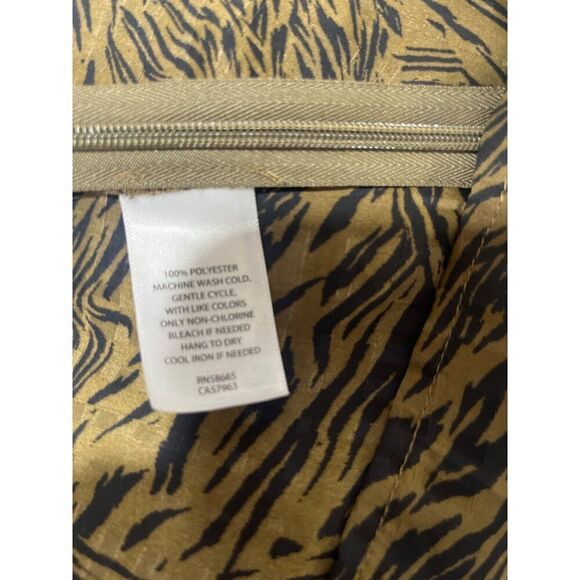 100% POLYESTER
MACHINE WASH COLD,
GENTLE CYCLE,
WITH LIKE COLORS
ONLY NON-CHLORINE
BLEACH IF NEEDED
HANG TO DRY
COOL IRON IF NEEDED
RN58665
CA57963